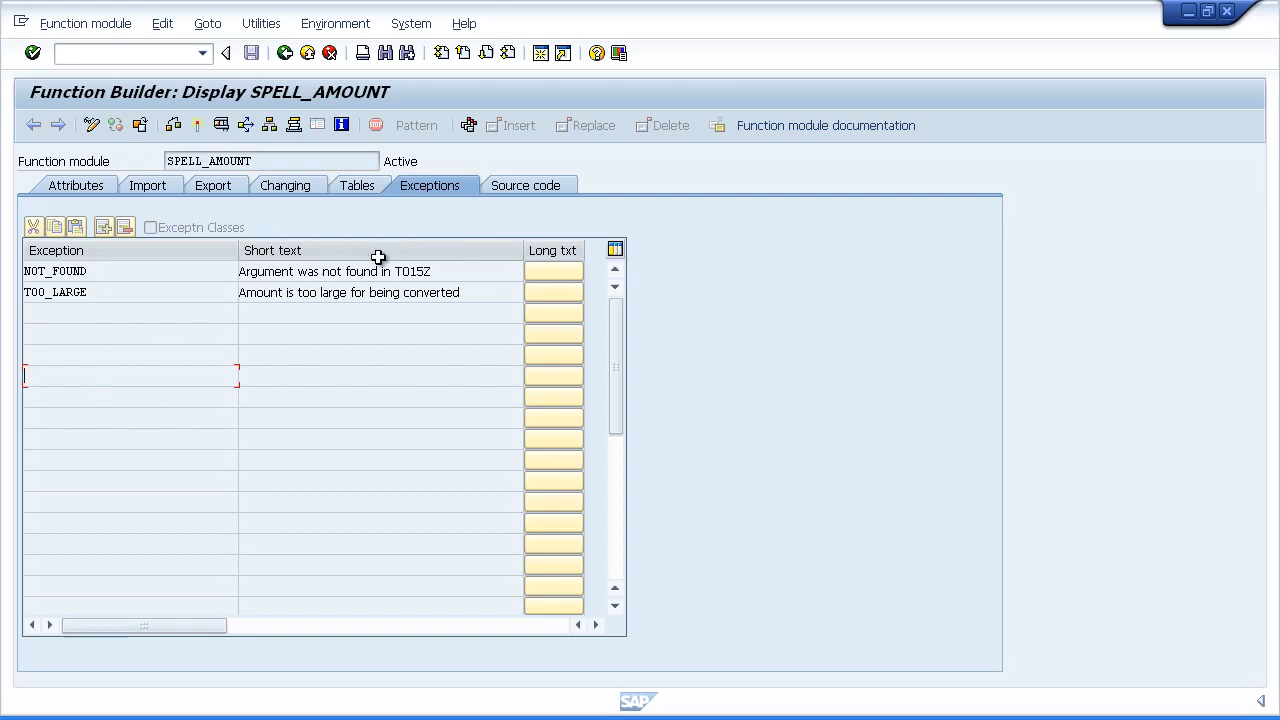 Function module Edit Goto Utilities Environment System Help
Function Builder: Display SPELL_AMOUNT
Pattern Insert Replace Delete Function module documentation
Function module SPELL_AMOUNT Active
Attributes Import Export Changing Tables Exceptions Source code
Exceptn Classes
Exception Short text Long txt
NOT_FOUND Argument was not found in T015Z
TOO_LARGE Amount is too large for being converted
SAP